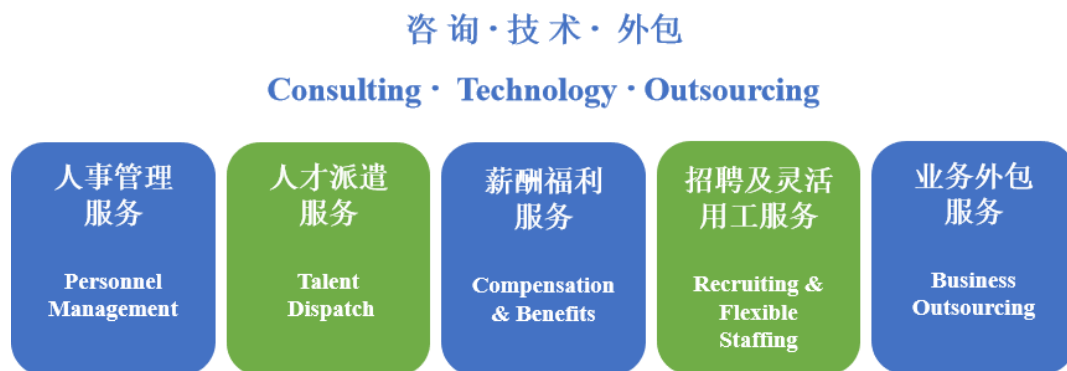 咨 询 · 技 术 · 外包
Consulting · Technology · Outsourcing
人事管理
服务
Personnel
Management
人才派遣
服务
Talent
Dispatch
薪酬福利
服务
Compensation
& Benefits
招聘及灵活
用工服务
Recruiting &
Flexible
Staffing
业务外包
服务
Business
Outsourcing